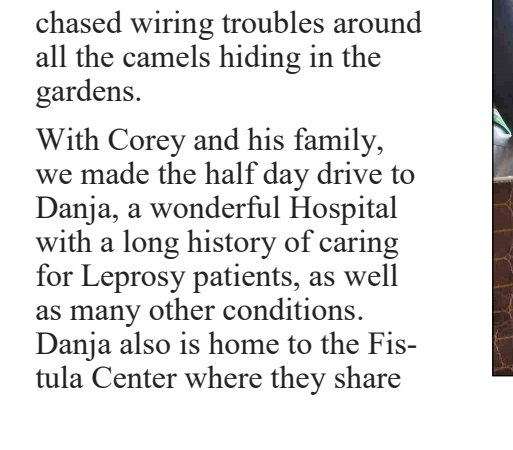 chased wiring troubles around
all the camels hiding in the
gardens.
With Corey and his family,
we made the half day drive to
Danja, a wonderful Hospital
with a long history of caring
for Leprosy patients, as well
as many other conditions.
Danja also is home to the Fis-
tula Center where they share